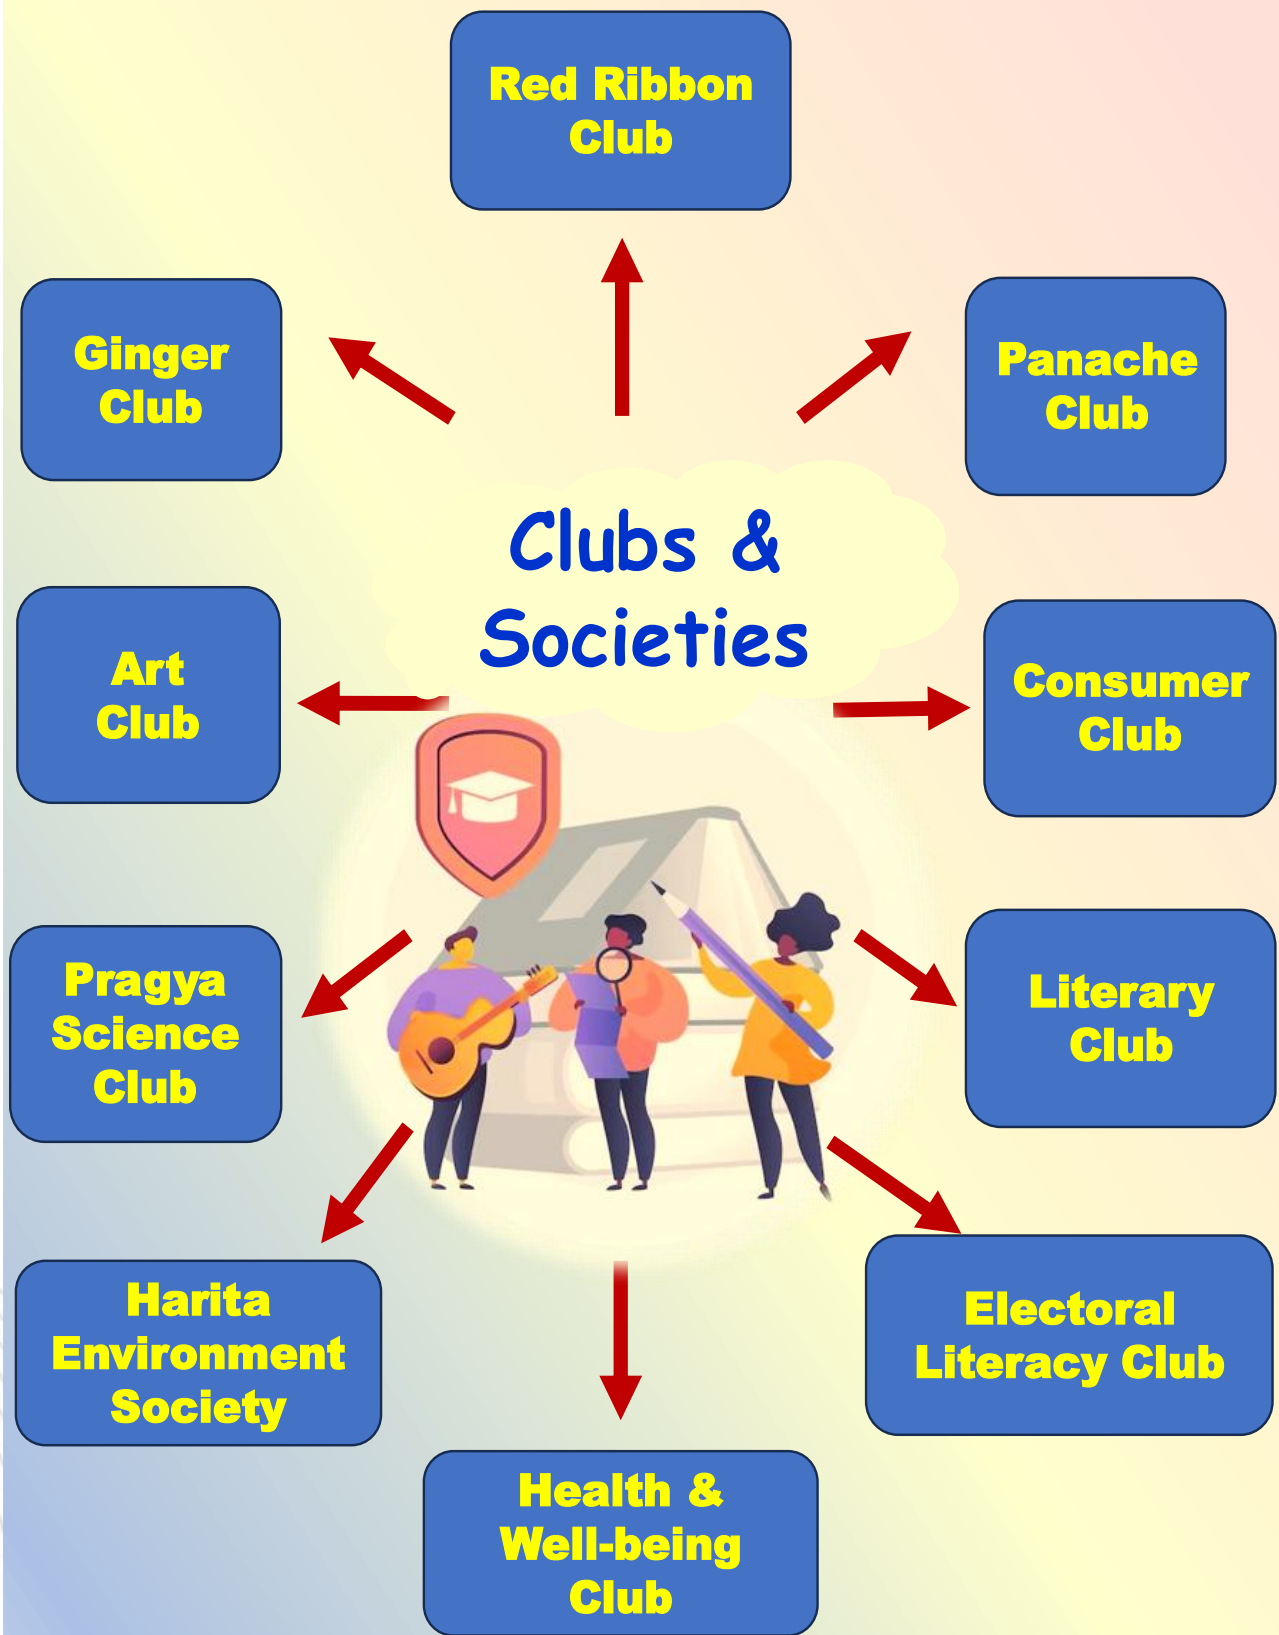 Red Ribbon
Club
Ginger
Club
Panache
Club
Clubs &
Societies
Art
Club
Consumer
Club
Pragya
Science
Club
Literary
Club
Harita
Environment
Society
Electoral
Literacy Club
Health &
Well-being
Club